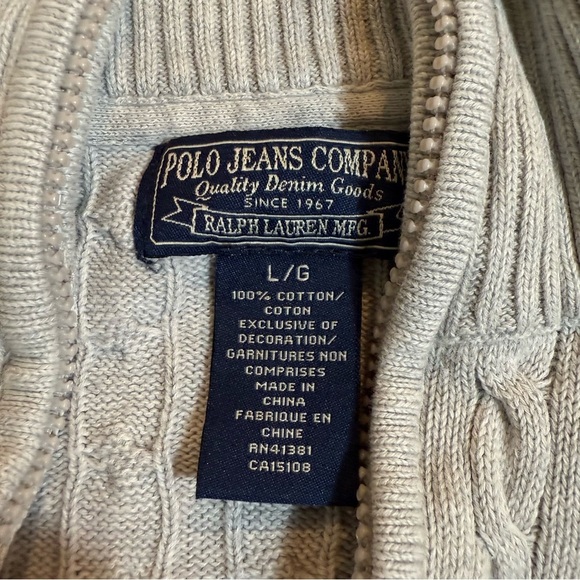 POLO JEANS COMPAN
Quality Denim Goods
SINCE 1967
RALPH LAUREN MFG.
L/G
100% COTTON/
COTON
EXCLUSIVE OF
DECORATION/
GARNITURES NON
COMPRISES
MADE IN
CHINA
FABRIQUE EN
CHINE
RN41381
CA15108